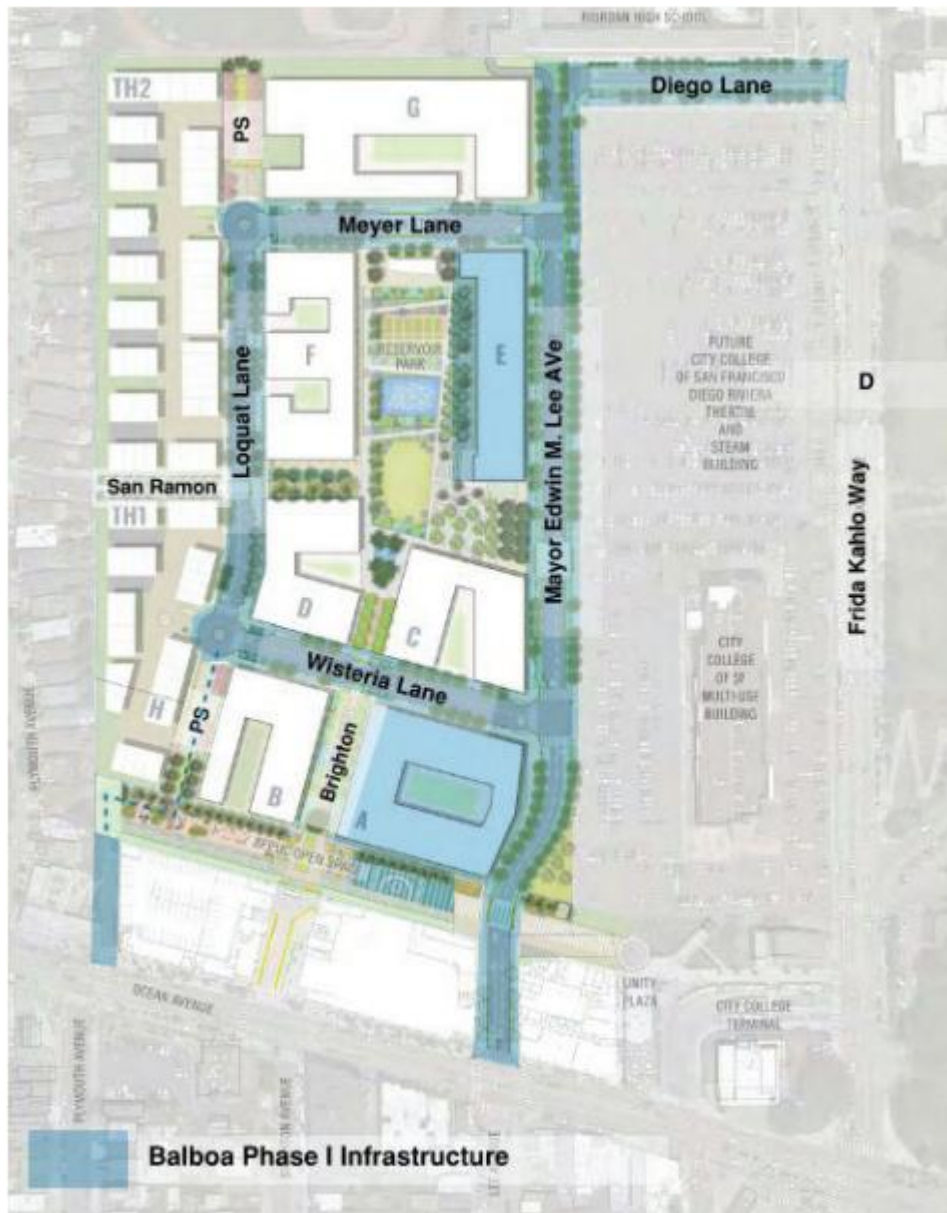 RIORDAN HIGH SCHOOL
TH2
G
Diego Lane
PS
Meyer Lane
F
RESERVOIR
PARK
E
Loquat Lane
Mayor Edwin M. Lee AVe
FUTURE
CITY COLLEGE
OF SAN FRANCISCO
DIEGO RIVIERA
THEATRE
AND
STEAM
BUILDING
D
Frida Kahlo Way
San Ramon
TH1
D
C
CITY
COLLEGE
OF SF
MULTI-USE
BUILDING
Wisteria Lane
H
PS
B
Brighton
A
PLYMOUTH AVENUE
OPEN SPACE
OCEAN AVENUE
UNITY
PLAZA
CITY COLLEGE
TERMINAL
PLYMOUTH AVENUE
AVENUE
Balboa Phase I Infrastructure